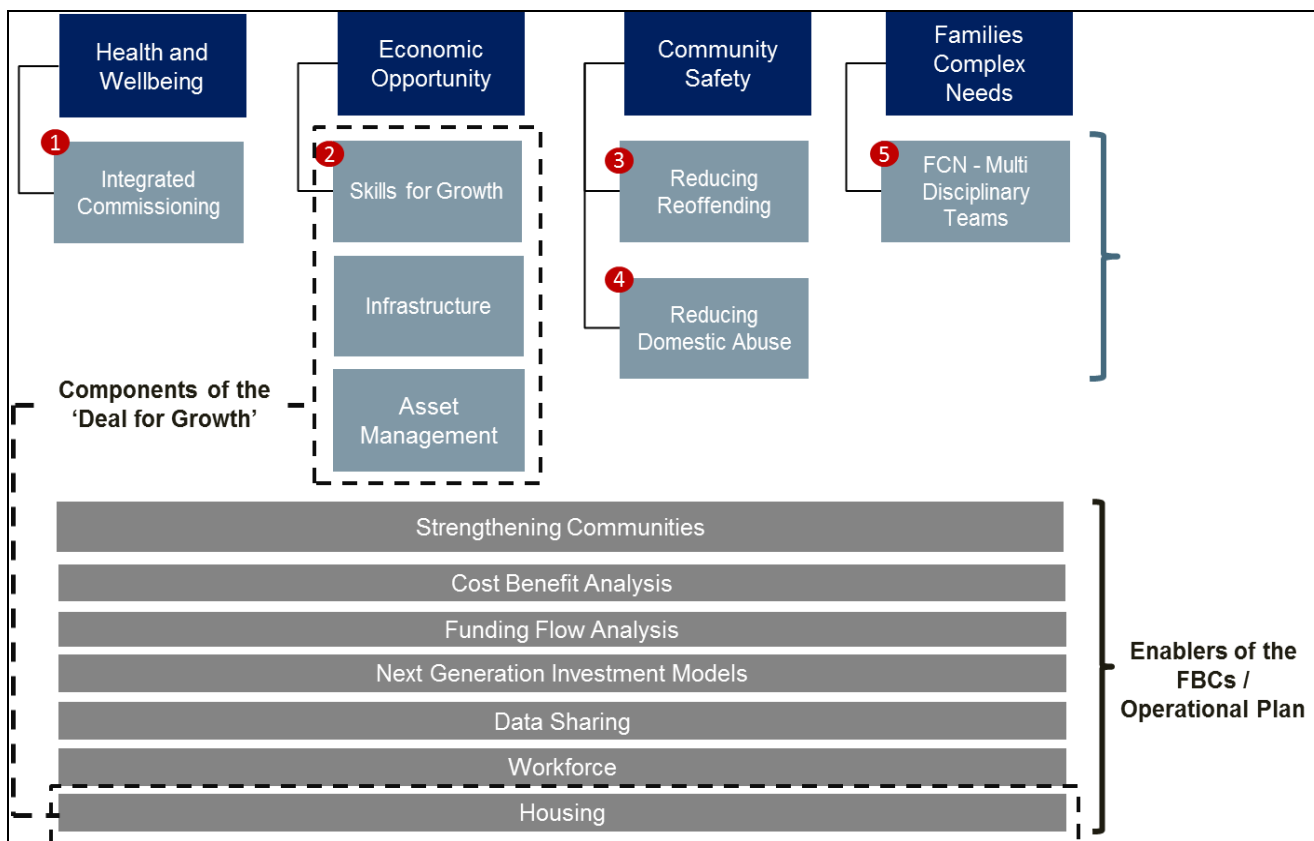 Health and
Wellbeing
Economic
Opportunity
Community
Safety
Families
Complex
Needs
1
Integrated
Commissioning
2
Skills for Growth
3
Reducing
Reoffending
5
FCN - Multi
Disciplinary
Teams
Infrastructure
4
Reducing
Domestic Abuse
Components of the
‘Deal for Growth’
Asset
Management
Strengthening Communities
Cost Benefit Analysis
Funding Flow Analysis
Next Generation Investment Models
Data Sharing
Workforce
Housing
Enablers of the
FBCs /
Operational Plan